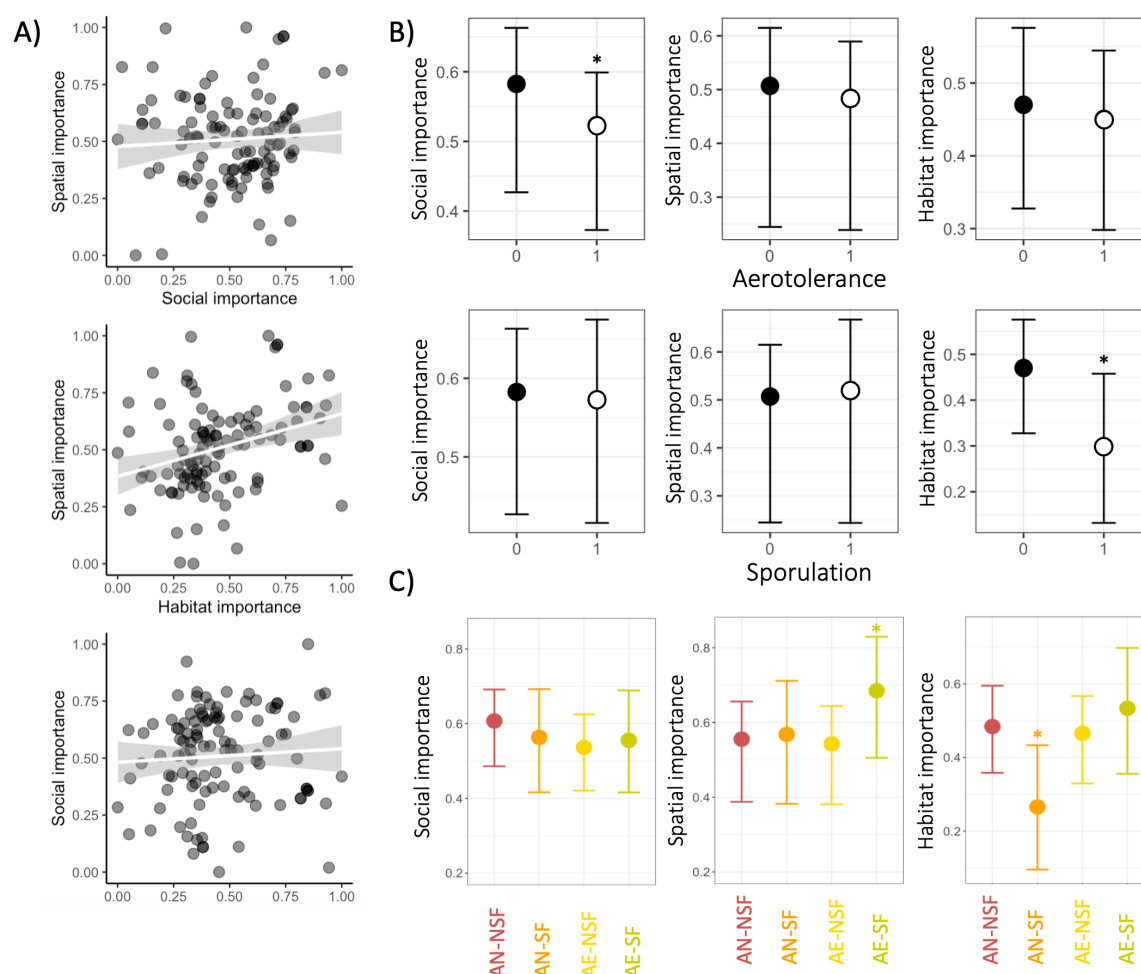 A)
Spatial importance
1.00
0.75
0.50
0.25
0.00
0.00 0.25 0.50 0.75 1.00
Social importance
Spatial importance
1.00
0.75
0.50
0.25
0.00
0.00 0.25 0.50 0.75 1.00
Habitat importance
Social importance
1.00
0.75
0.50
0.25
0.00
0.00 0.25 0.50 0.75 1.00
B)
Social importance
0.6
0.5
0.4
*
0 1
Spatial importance
0.6
0.5
0.4
0.3
0 1
Habitat importance
0.5
0.4
0.3
0 1
Aerotolerance
Social importance
0.6
0.5
0 1
Spatial importance
0.6
0.5
0.4
0.3
0 1
Habitat importance
0.5
0.4
0.3
0.2
*
0 1
Sporulation
C)
Social importance
0.8
0.6
0.4
0.2
AN-NSF
AN-SF
AE-NSF
AE-SF
Spatial importance
0.8
0.6
0.4
0.2
*
AN-NSF
AN-SF
AE-NSF
AE-SF
Habitat importance
0.6
0.4
0.2
*
AN-NSF
AN-SF
AE-NSF
AE-SF